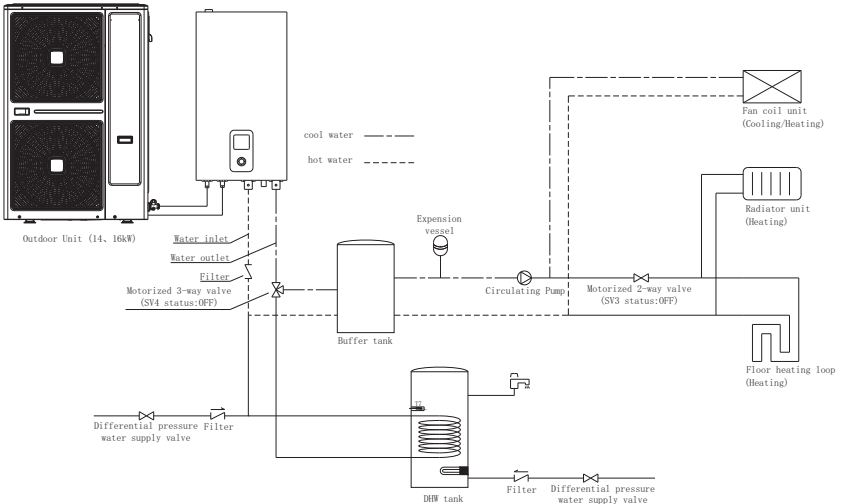 cool water
hot water
Fan coil unit
(Cooling/Heating)
Radiator unit
(Heating)
Outdoor Unit (14、16kW)
Water inlet
Water outlet
Filter
Motorized 3-way valve
(SV4 status:OFF)
Expension
vessel
Circulating Pump
Motorized 2-way valve
(SV3 status:OFF)
Buffer tank
Floor heating loop
(Heating)
T7
Differential pressure
water supply valve
Filter
DHW tank
Filter
Differential pressure
water supply valve